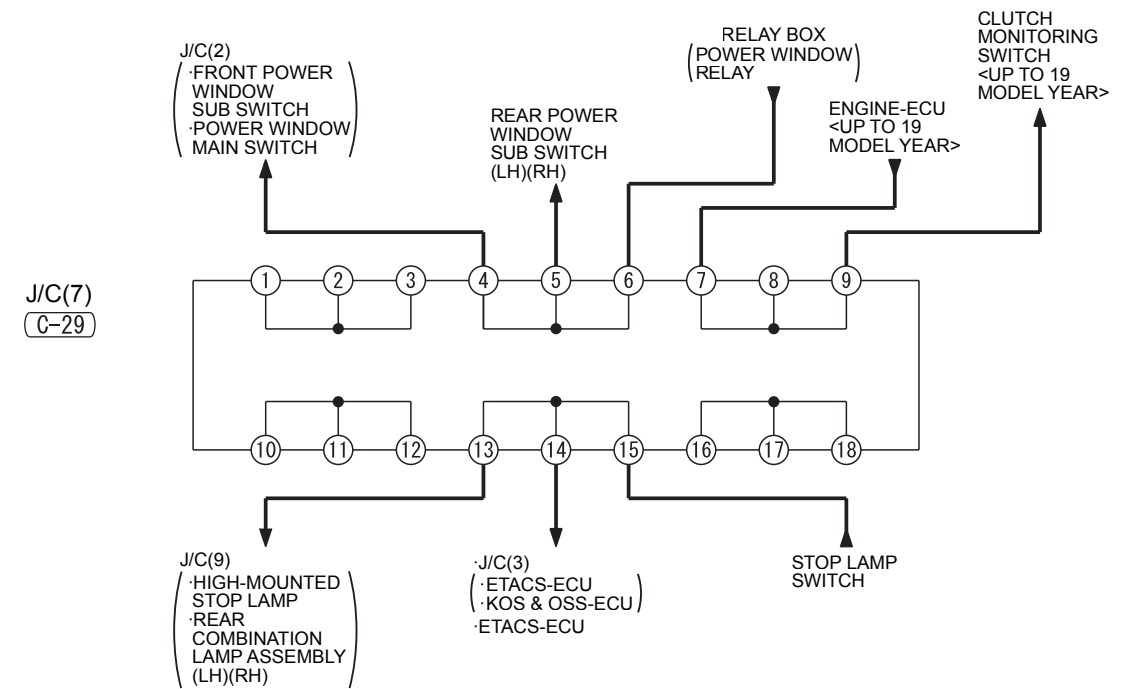 J/C(2)
·FRONT POWER
WINDOW
SUB SWITCH
·POWER WINDOW
MAIN SWITCH
REAR POWER
WINDOW
SUB SWITCH
(LH)(RH)
RELAY BOX
(POWER WINDOW
RELAY)
ENGINE-ECU
<UP TO 19
MODEL YEAR>
CLUTCH
MONITORING
SWITCH
<UP TO 19
MODEL YEAR>
J/C(7)
C-29
1 2 3 4 5 6 7 8 9
10 11 12 13 14 15 16 17 18
J/C(9)
·HIGH-MOUNTED
STOP LAMP
·REAR
COMBINATION
LAMP ASSEMBLY
(LH)(RH)
·J/C(3)
·ETACS-ECU
·KOS & OSS-ECU
·ETACS-ECU
STOP LAMP
SWITCH